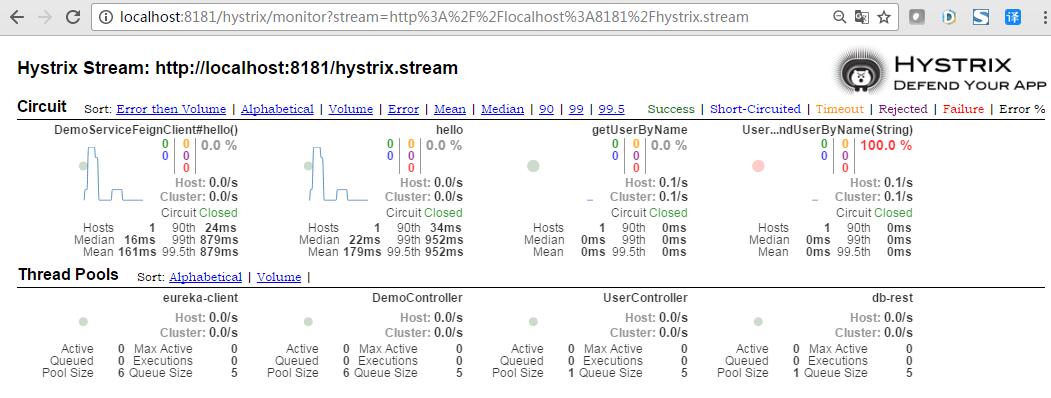 localhost:8181/hystrix/monitor?stream=http%3A%2F%2Flocalhost%3A8181%2Fhystrix.stream
Hystrix Stream: http://localhost:8181/hystrix.stream
HYSTRIX
DEFEND YOUR APP
Circuit Sort: Error then Volume | Alphabetical | Volume | Error | Mean | Median | 90 | 99 | 99.5 Success | Short-Circuited | Timeout | Rejected | Failure | Error %
DemoServiceFeignClient#hello()
0 0 0.0 %
0 0
0
Host: 0.0/s
Cluster: 0.0/s
Circuit Closed
Hosts 1 90th 24ms
Median 16ms 99th 879ms
Mean 161ms 99.5th 879ms
hello
0 0 0.0 %
0 0
0
Host: 0.0/s
Cluster: 0.0/s
Circuit Closed
Hosts 1 90th 34ms
Median 22ms 99th 952ms
Mean 179ms 99.5th 952ms
getUserByName
0 0 0.0 %
0 0
0
Host: 0.1/s
Cluster: 0.1/s
Circuit Closed
Hosts 1 90th 0ms
Median 0ms 99th 0ms
Mean 0ms 99.5th 0ms
User...ndUserByName(String)
0 0 100.0 %
0 0
0
Host: 0.1/s
Cluster: 0.1/s
Circuit Closed
Hosts 1 90th 0ms
Median 0ms 99th 0ms
Mean 0ms 99.5th 0ms
Thread Pools Sort: Alphabetical | Volume |
eureka-client
Host: 0.0/s
Cluster: 0.0/s
Active 0 Max Active 0
Queued 0 Executions 0
Pool Size 6 Queue Size 5
DemoController
Host: 0.0/s
Cluster: 0.0/s
Active 0 Max Active 0
Queued 0 Executions 0
Pool Size 6 Queue Size 5
UserController
Host: 0.0/s
Cluster: 0.0/s
Active 0 Max Active 0
Queued 0 Executions 0
Pool Size 1 Queue Size 5
db-rest
Host: 0.0/s
Cluster: 0.0/s
Active 0 Max Active 0
Queued 0 Executions 0
Pool Size 1 Queue Size 5